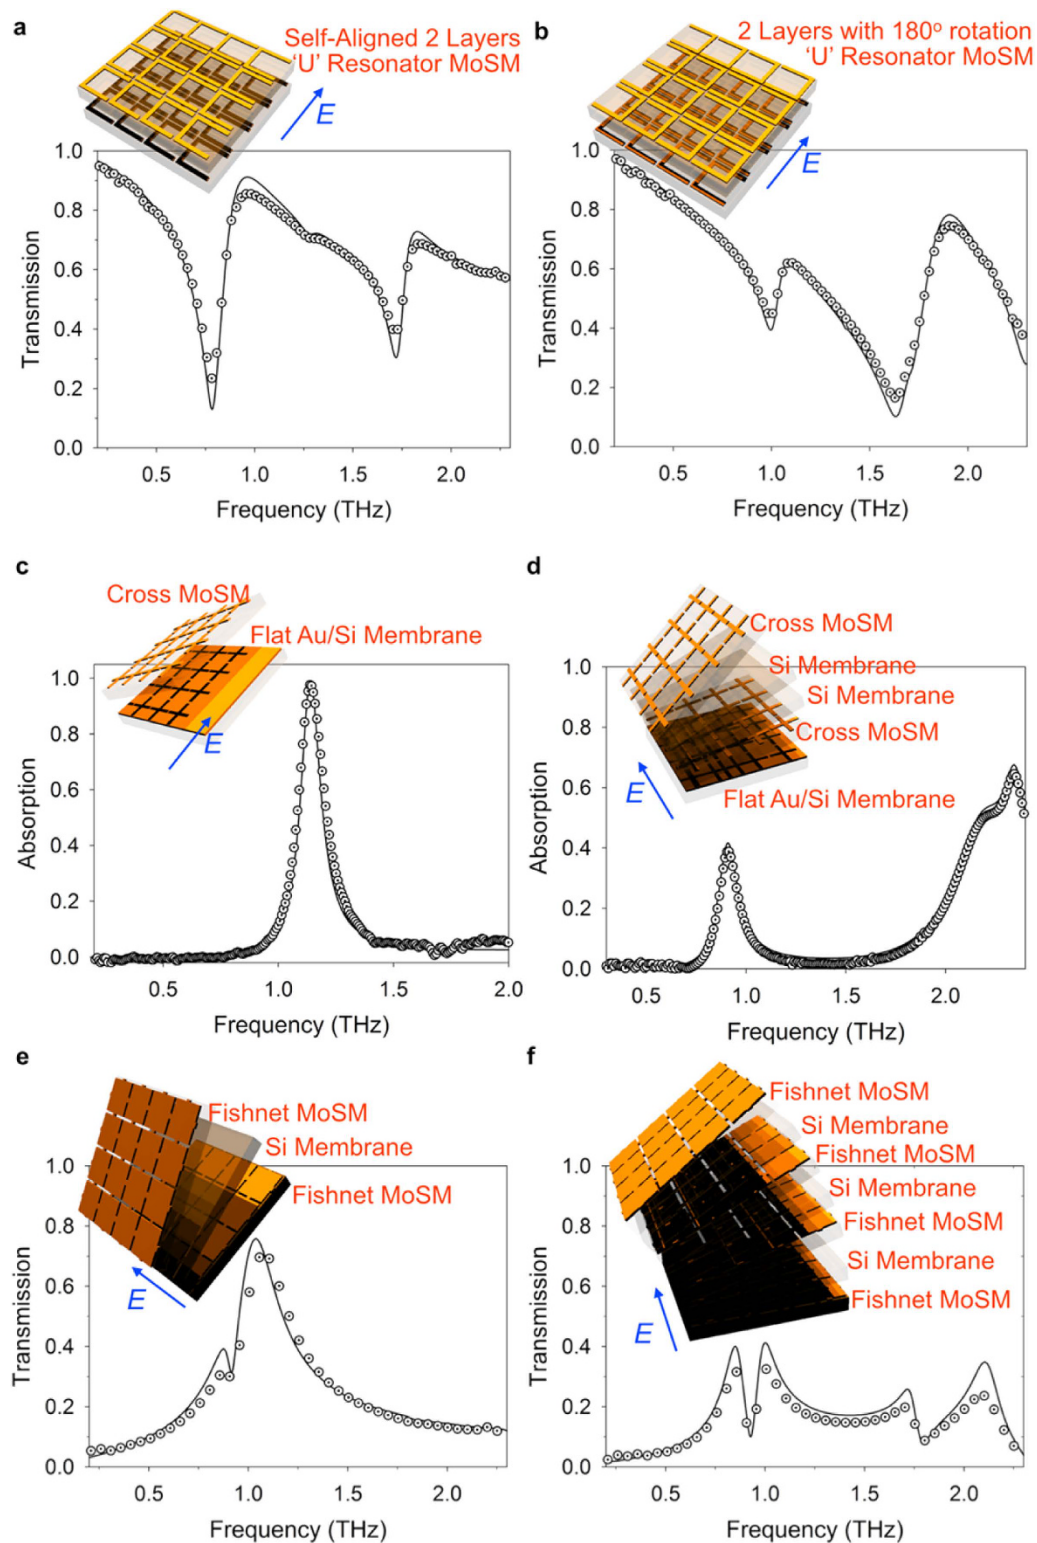 a
Self-Aligned 2 Layers
'U' Resonator MoSM
E
1.0
0.8
0.6
0.4
0.2
0.0
Transmission
0.5
1.0
1.5
2.0
Frequency (THz)
b
2 Layers with 180° rotation
'U' Resonator MoSM
E
1.0
0.8
0.6
0.4
0.2
0.0
Transmission
0.5
1.0
1.5
2.0
Frequency (THz)
c
Cross MoSM
Flat Au/Si Membrane
E
1.0
0.8
0.6
0.4
0.2
0.0
Absorption
0.5
1.0
1.5
2.0
Frequency (THz)
d
Cross MoSM
Si Membrane
Si Membrane
Cross MoSM
Flat Au/Si Membrane
E
1.0
0.8
0.6
0.4
0.2
0.0
Absorption
0.5
1.0
1.5
2.0
Frequency (THz)
e
Fishnet MoSM
Si Membrane
Fishnet MoSM
E
1.0
0.8
0.6
0.4
0.2
0.0
Transmission
0.5
1.0
1.5
2.0
Frequency (THz)
f
Fishnet MoSM
Si Membrane
Fishnet MoSM
Si Membrane
Fishnet MoSM
Si Membrane
Fishnet MoSM
E
1.0
0.8
0.6
0.4
0.2
0.0
Transmission
0.5
1.0
1.5
2.0
Frequency (THz)